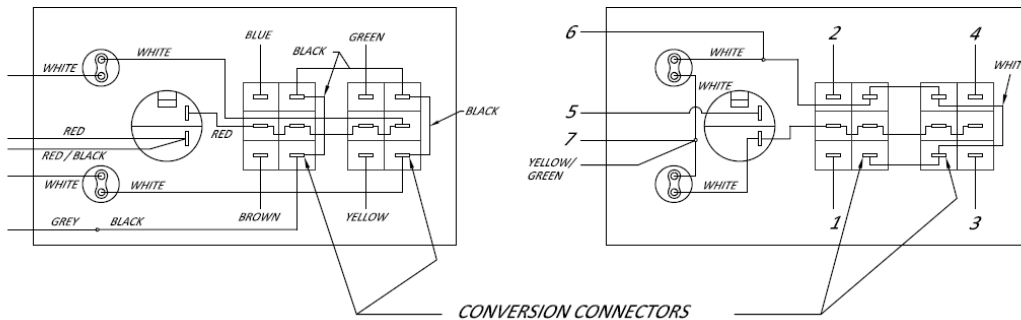 BLUE
GREEN
WHITE
BLACK
WHITE
BLACK
RED
RED
RED / BLACK
WHITE
WHITE
BROWN
YELLOW
GREY
BLACK
6
2
4
WHITE
5
7
YELLOW/
GREEN
WHITE
1
3
CONVERSION CONNECTORS